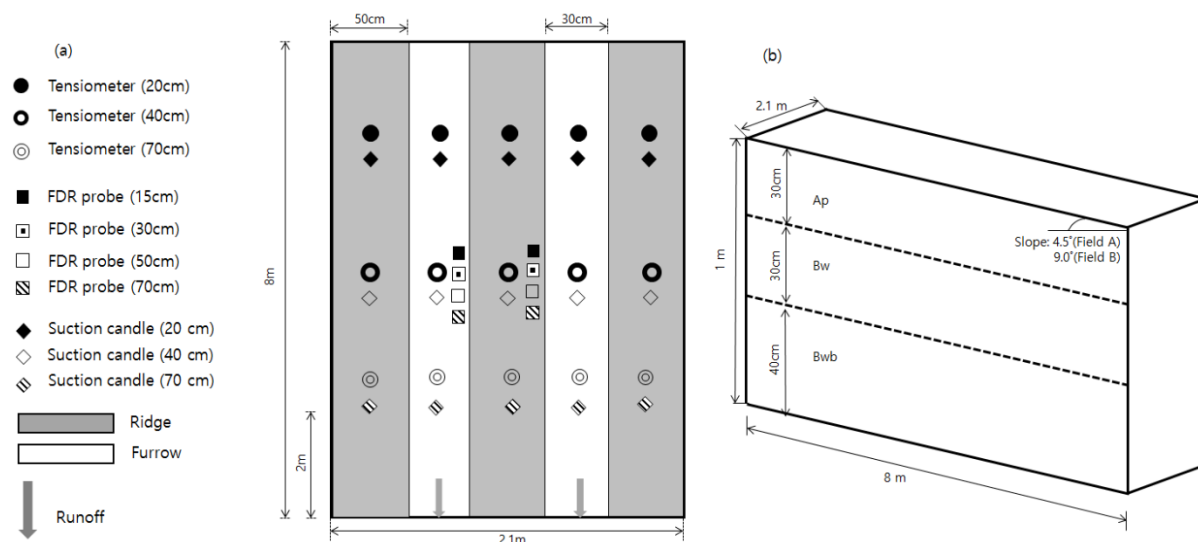 (a)
Tensiometer (20cm)
Tensiometer (40cm)
Tensiometer (70cm)
FDR probe (15cm)
FDR probe (30cm)
FDR probe (50cm)
FDR probe (70cm)
Suction candle (20 cm)
Suction candle (40 cm)
Suction candle (70 cm)
Ridge
Furrow
Runoff
50cm
30cm
8m
2m
2.1m
(b)
2.1 m
1 m
30cm
Ap
30cm
Bw
40cm
Bwb
Slope: 4.5˚(Field A)
9.0˚(Field B)
8 m